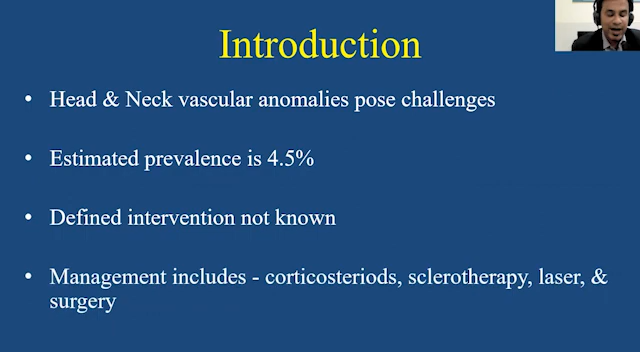 Introduction
• Head & Neck vascular anomalies pose challenges
• Estimated prevalence is 4.5%
• Defined intervention not known
• Management includes - corticosteriods, sclerotherapy, laser, &
surgery